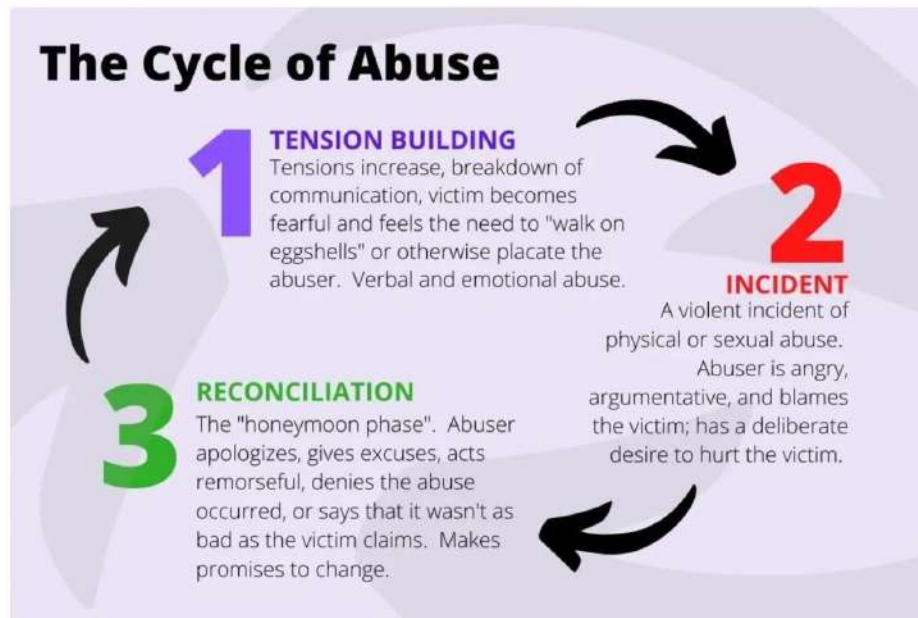 The Cycle of Abuse
1
TENSION BUILDING
Tensions increase, breakdown of
communication, victim becomes
fearful and feels the need to "walk on
eggshells" or otherwise placate the
abuser.  Verbal and emotional abuse.
2
INCIDENT
A violent incident of
physical or sexual abuse.
Abuser is angry,
argumentative, and blames
the victim; has a deliberate
desire to hurt the victim.
3
RECONCILIATION
The "honeymoon phase".  Abuser
apologizes, gives excuses, acts
remorseful, denies the abuse
occurred, or says that it wasn't as
bad as the victim claims.  Makes
promises to change.